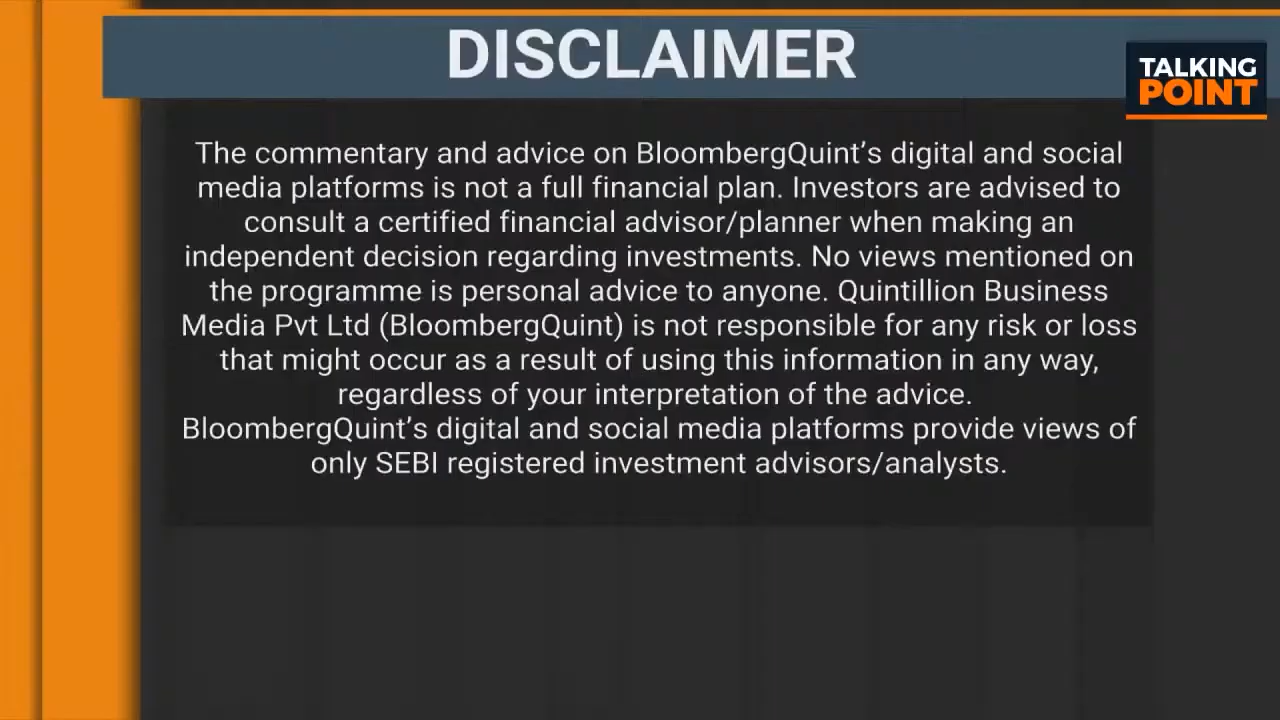 DISCLAIMER
TALKING
POINT
The commentary and advice on BloombergQuint's digital and social
media platforms is not a full financial plan. Investors are advised to
consult a certified financial advisor/planner when making an
independent decision regarding investments. No views mentioned on
the programme is personal advice to anyone. Quintillion Business
Media Pvt Ltd (BloombergQuint) is not responsible for any risk or loss
that might occur as a result of using this information in any way,
regardless of your interpretation of the advice.
BloombergQuint's digital and social media platforms provide views of
only SEBI registered investment advisors/analysts.